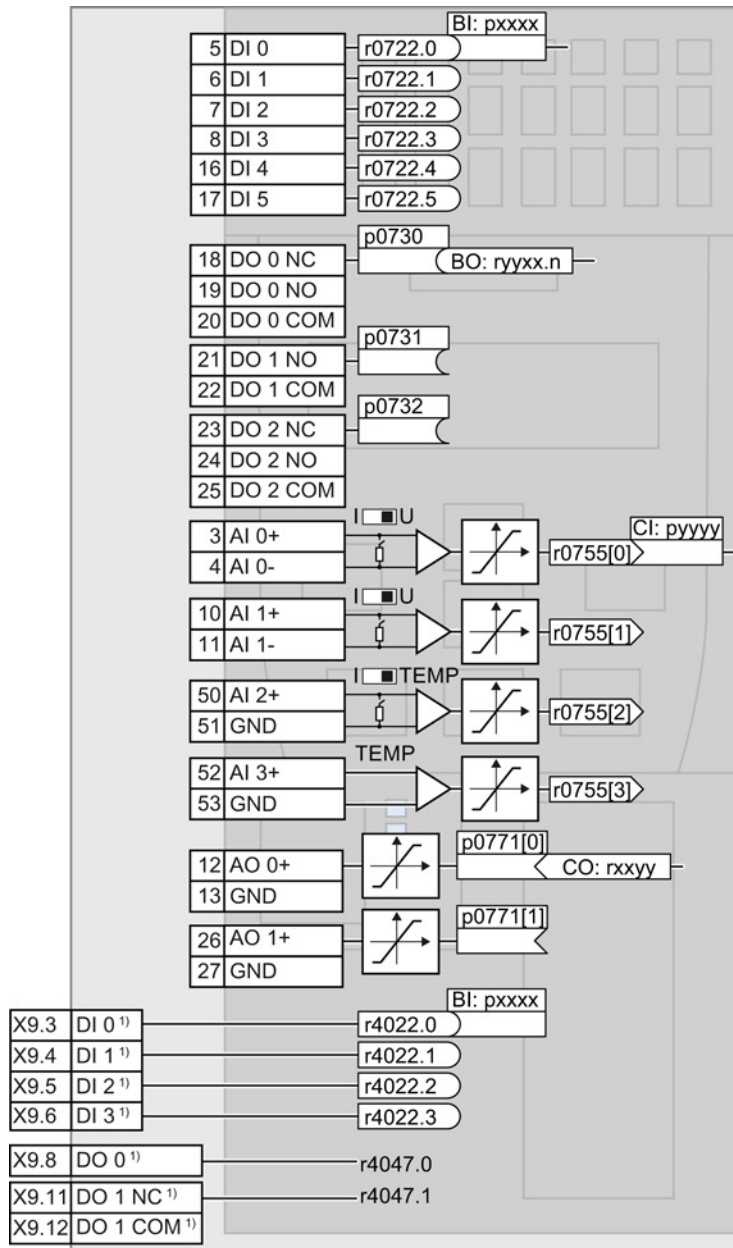 BI: pxxxx
5 DI 0 r0722.0
6 DI 1 r0722.1
7 DI 2 r0722.2
8 DI 3 r0722.3
16 DI 4 r0722.4
17 DI 5 r0722.5
p0730
18 DO 0 NC BO: ryyxx.n
19 DO 0 NO
20 DO 0 COM
p0731
21 DO 1 NO
22 DO 1 COM
p0732
23 DO 2 NC
24 DO 2 NO
25 DO 2 COM
I U
CI: pyyyy
3 AI 0+
r0755[0]
4 AI 0-
I U
10 AI 1+
r0755[1]
11 AI 1-
I TEMP
50 AI 2+
r0755[2]
51 GND
TEMP
52 AI 3+
r0755[3]
53 GND
p0771[0]
12 AO 0+ CO: rxxyy
13 GND
p0771[1]
26 AO 1+
27 GND
BI: pxxxx
X9.3 DI 0 1) r4022.0
X9.4 DI 1 1) r4022.1
X9.5 DI 2 1) r4022.2
X9.6 DI 3 1) r4022.3
X9.8 DO 0 1) r4047.0
X9.11 DO 1 NC 1) r4047.1
X9.12 DO 1 COM 1)